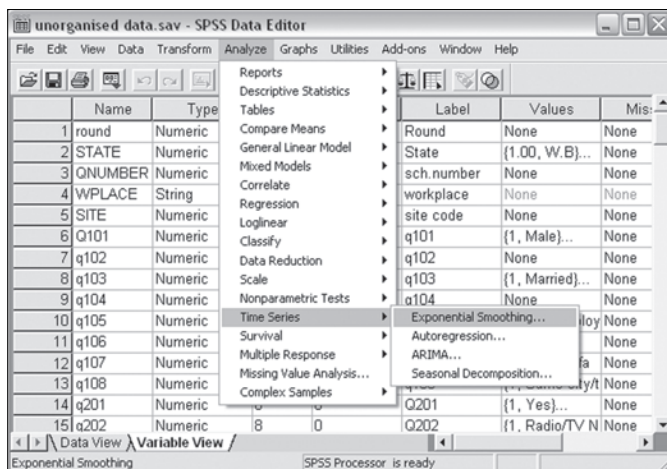 unorganised data.sav - SPSS Data Editor
File Edit View Data Transform Analyze Graphs Utilities Add-ons Window Help
Reports
Descriptive Statistics
Tables
Compare Means
General Linear Model
Mixed Models
Correlate
Regression
Loglinear
Classify
Data Reduction
Scale
Nonparametric Tests
Time Series
Survival
Multiple Response
Missing Value Analysis...
Complex Samples
Exponential Smoothing...
Autoregression...
ARIMA...
Seasonal Decomposition...
Name Type Label Values Mis
1 round Numeric Round None None
2 STATE Numeric State {1.00, W.B}... None
3 QNUMBER Numeric sch.number None None
4 WPLACE String workplace None None
5 SITE Numeric site code None None
6 Q101 Numeric q101 {1, Male}... None
7 q102 Numeric q102 None None
8 q103 Numeric q103 {1, Married}... None
9 q104 Numeric q104 None None
10 q105 Numeric loy None
11 q106 Numeric None
12 q107 Numeric fa None
13 q108 Numeric None
14 q201 Numeric Q201 {1, Yes}... None
15 q202 Numeric 8 0 Q202 {1, Radio/TV N None
Data View Variable View
Exponential Smoothing SPSS Processor is ready